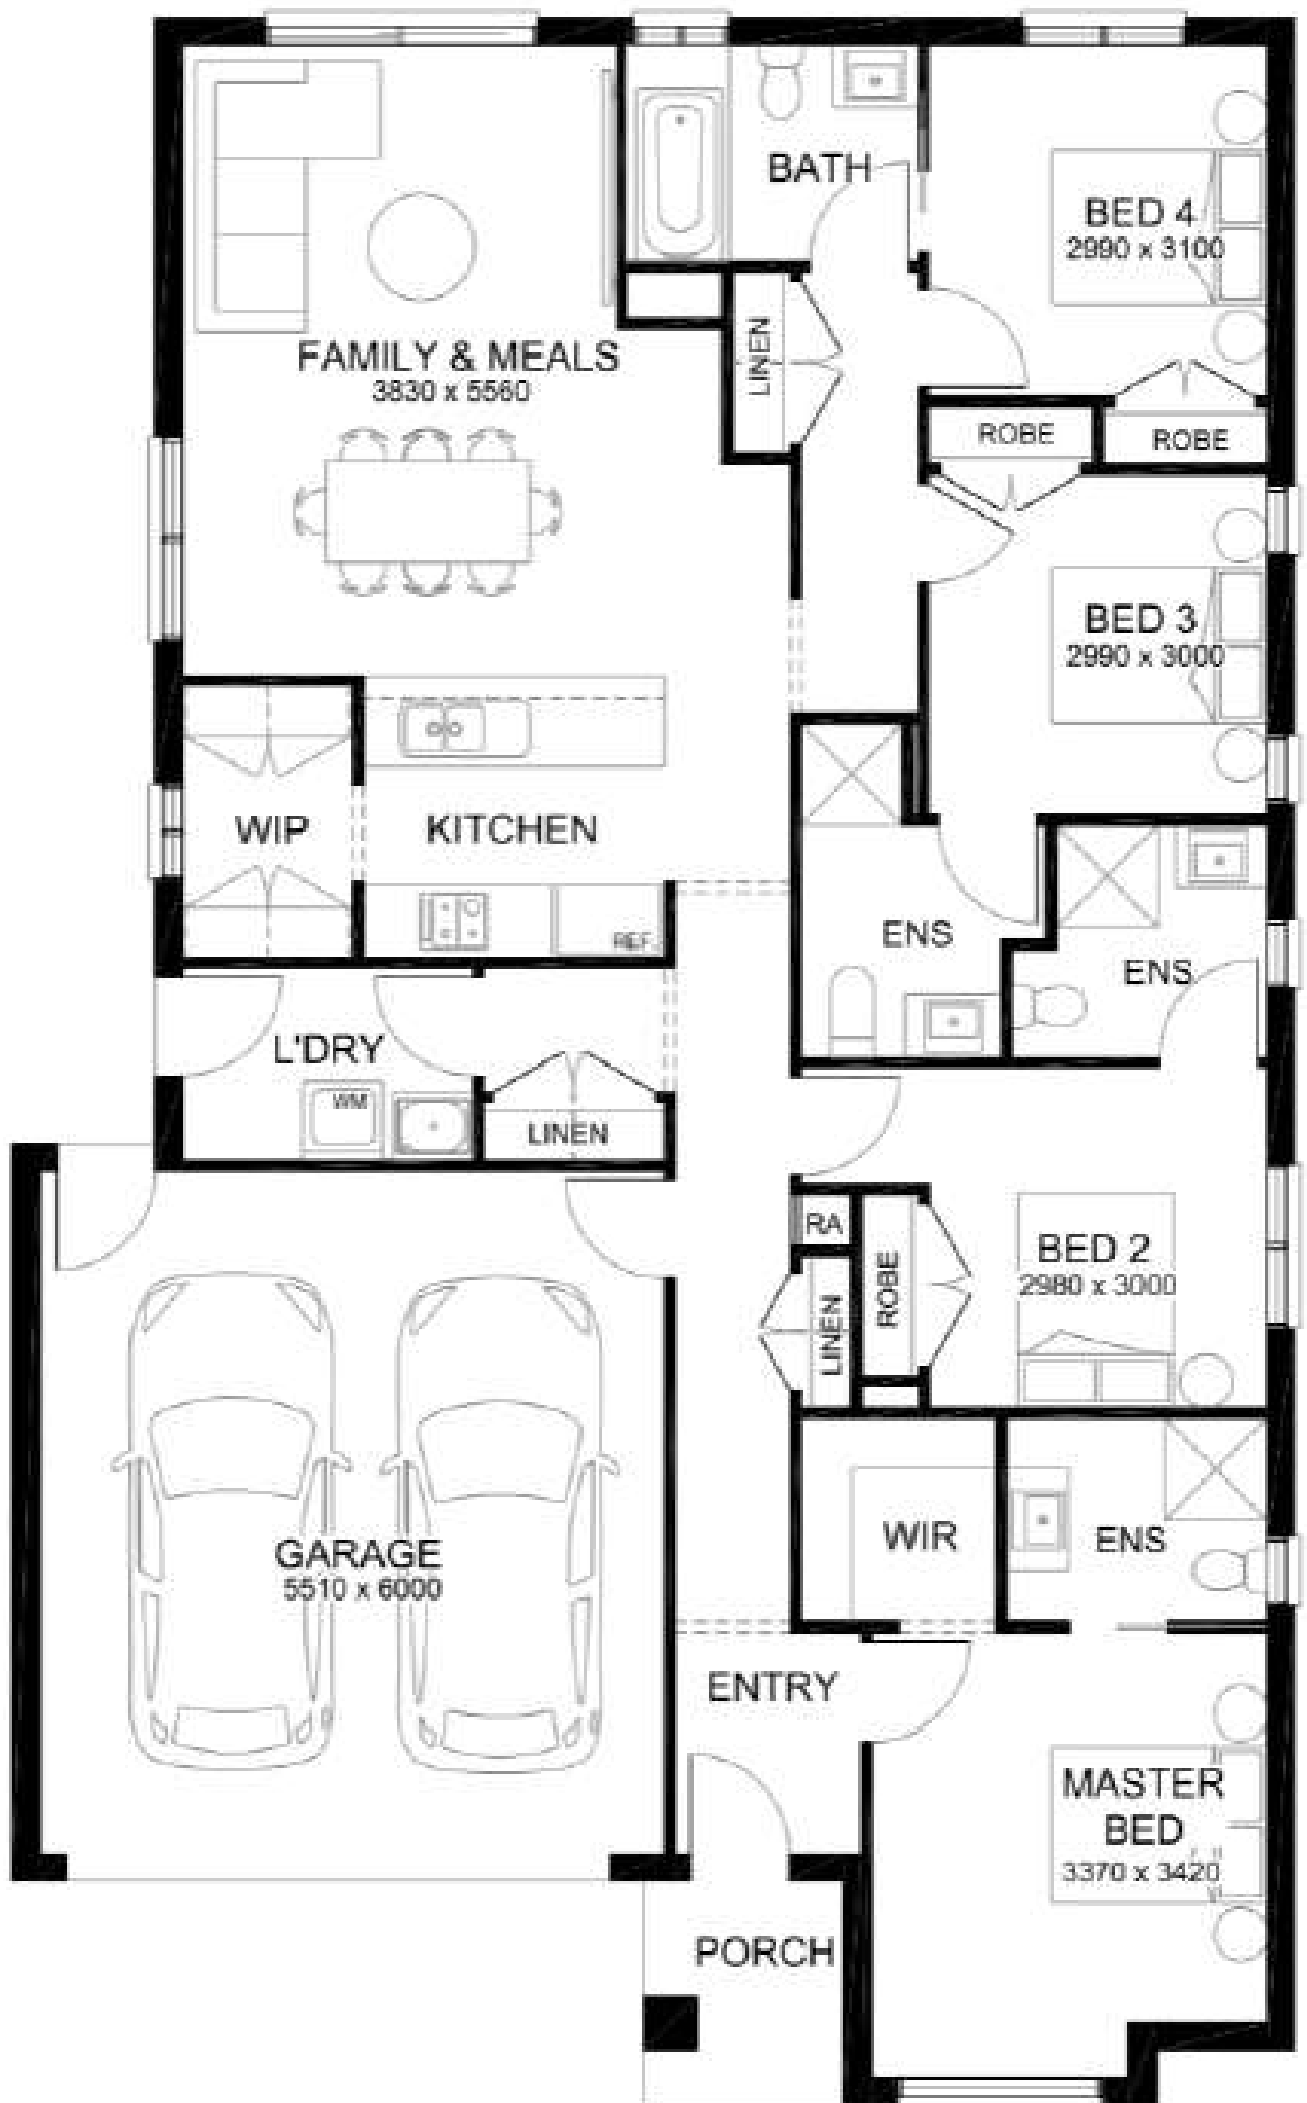 BATH
BED 4
2990 x 3100
LINEN
FAMILY & MEALS
3830 x 5560
ROBE
ROBE
BED 3
2990 x 3000
WIP
KITCHEN
REF
ENS
ENS
L'DRY
WM
LINEN
RA
LINEN
ROBE
BED 2
2980 x 3000
WIR
ENS
GARAGE
5510 x 6000
ENTRY
MASTER
BED
3370 x 3420
PORCH